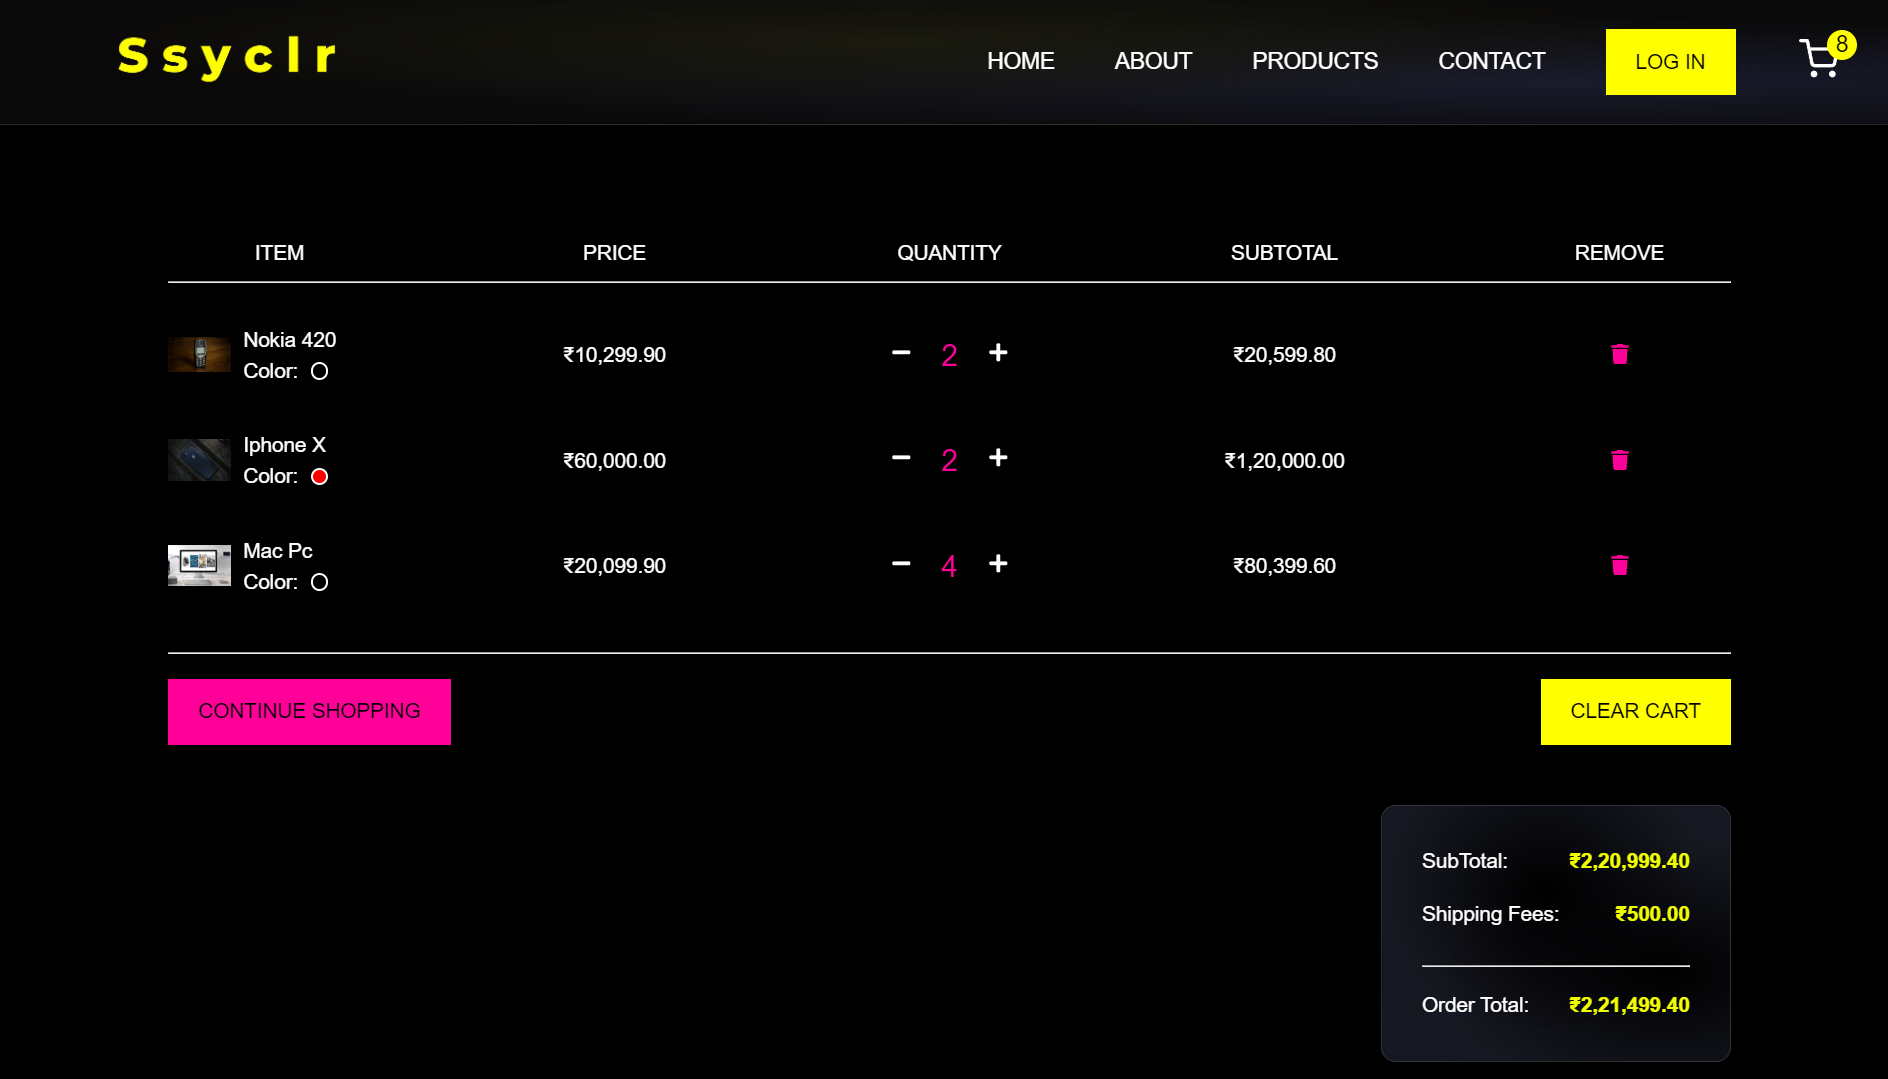 Ssyclr HOME ABOUT PRODUCTS CONTACT LOG IN 8
ITEM PRICE QUANTITY SUBTOTAL REMOVE
Nokia 420
Color:
₹10,299.90 2 ₹20,599.80
Iphone X
Color:
₹60,000.00 2 ₹1,20,000.00
Mac Pc
Color:
₹20,099.90 4 ₹80,399.60
CONTINUE SHOPPING CLEAR CART
SubTotal: ₹2,20,999.40
Shipping Fees: ₹500.00
Order Total: ₹2,21,499.40